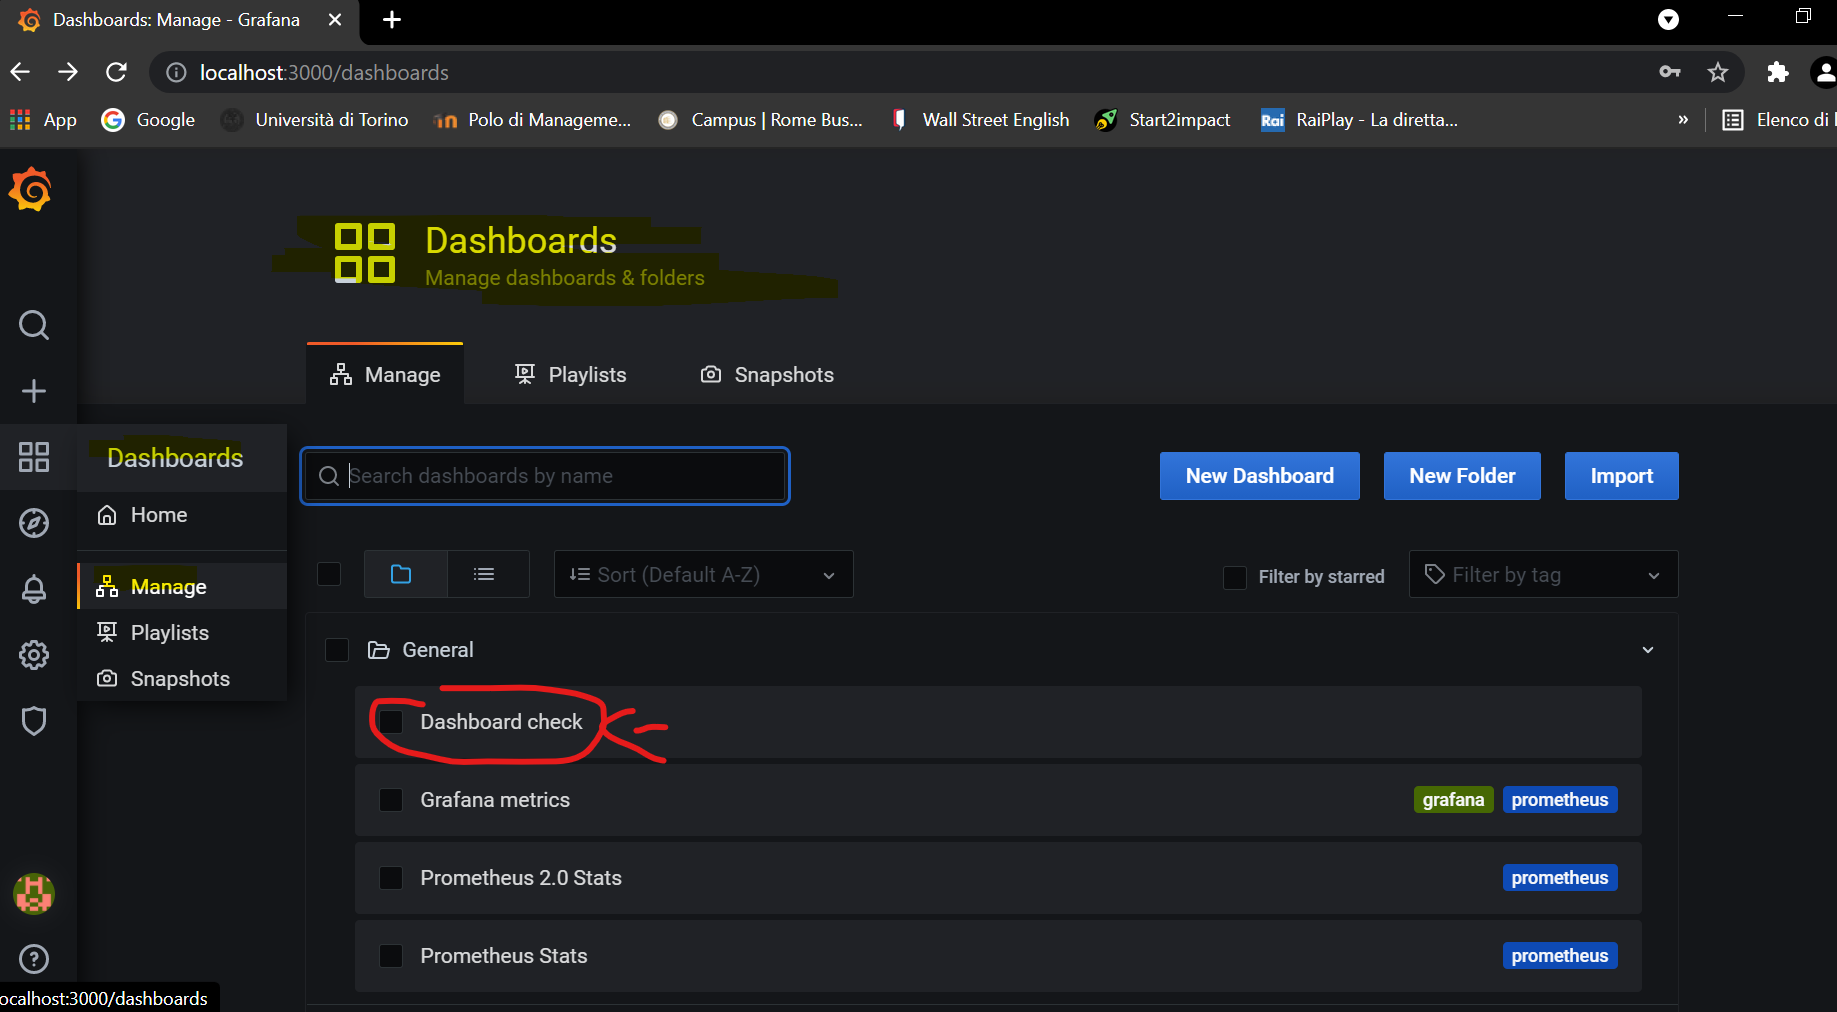 Dashboards: Manage - Grafana
localhost:3000/dashboards
App Google Università di Torino Polo di Manageme... Campus | Rome Bus... Wall Street English Start2impact Rai RaiPlay - La diretta... » Elenco di
Dashboards
Manage dashboards & folders
Manage Playlists Snapshots
Dashboards
Home
Manage
Playlists
Snapshots
Search dashboards by name
New Dashboard New Folder Import
Sort (Default A-Z) Filter by starred Filter by tag
General
Dashboard check
Grafana metrics grafana prometheus
Prometheus 2.0 Stats prometheus
Prometheus Stats prometheus
ocalhost:3000/dashboards